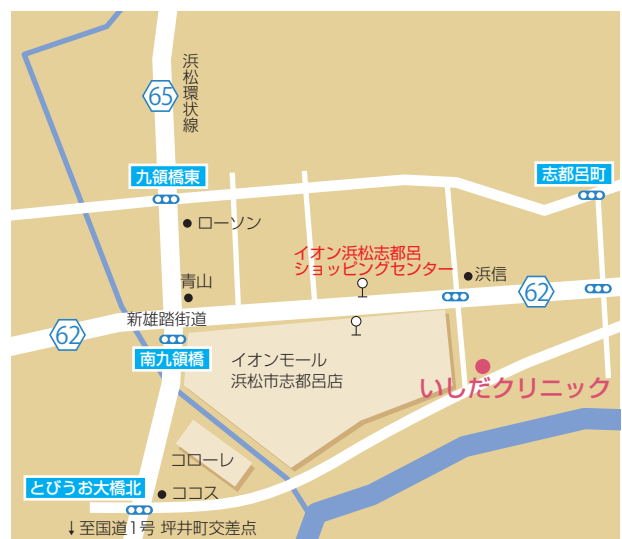 浜松環状線
65
九領橋東
志都呂町
ローソン
イオン浜松志都呂
ショッピングセンター
浜信
青山
62
新雄踏街道
62
南九領橋
イオンモール
浜松市志都呂店
いしだクリニック
コローレ
とびうお大橋北
ココス
↓至国道1号 坪井町交差点